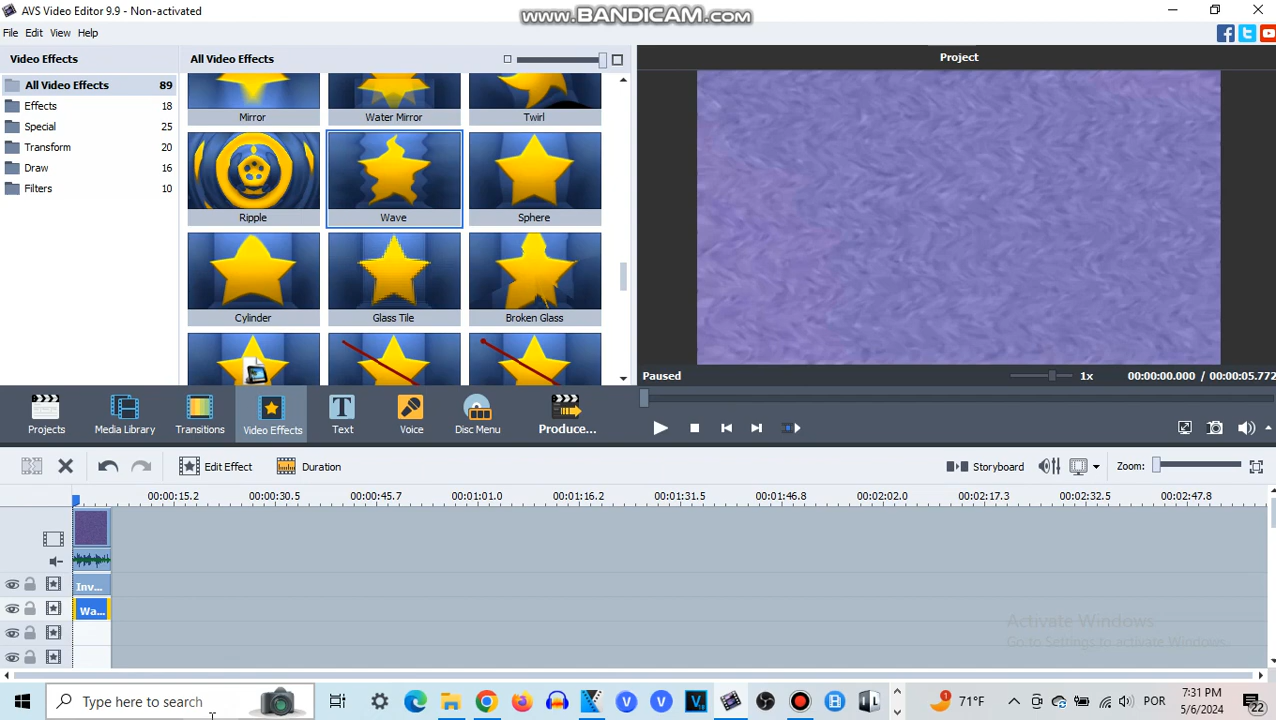 AVS Video Editor 9.9 - Non-activated
www.BANDICAM.com
File Edit View Help
Video Effects
All Video Effects
Project
All Video Effects 89
Effects 18
Special 25
Transform 20
Draw 16
Filters 10
Mirror
Water Mirror
Twirl
Ripple
Wave
Sphere
Cylinder
Glass Tile
Broken Glass
Paused
1x
00:00:00.000 / 00:00:05.772
Projects
Media Library
Transitions
Video Effects
Text
Voice
Disc Menu
Produce...
Edit Effect
Duration
Storyboard
Zoom:
00:00:15.2 00:00:30.5 00:00:45.7 00:01:01.0 00:01:16.2 00:01:31.5 00:01:46.8 00:02:02.0 00:02:17.3 00:02:32.5 00:02:47.8
Inv...
Wa...
Activate Windows
Go to Settings to activate Windows.
Type here to search
71°F
POR
7:31 PM
5/6/2024
22